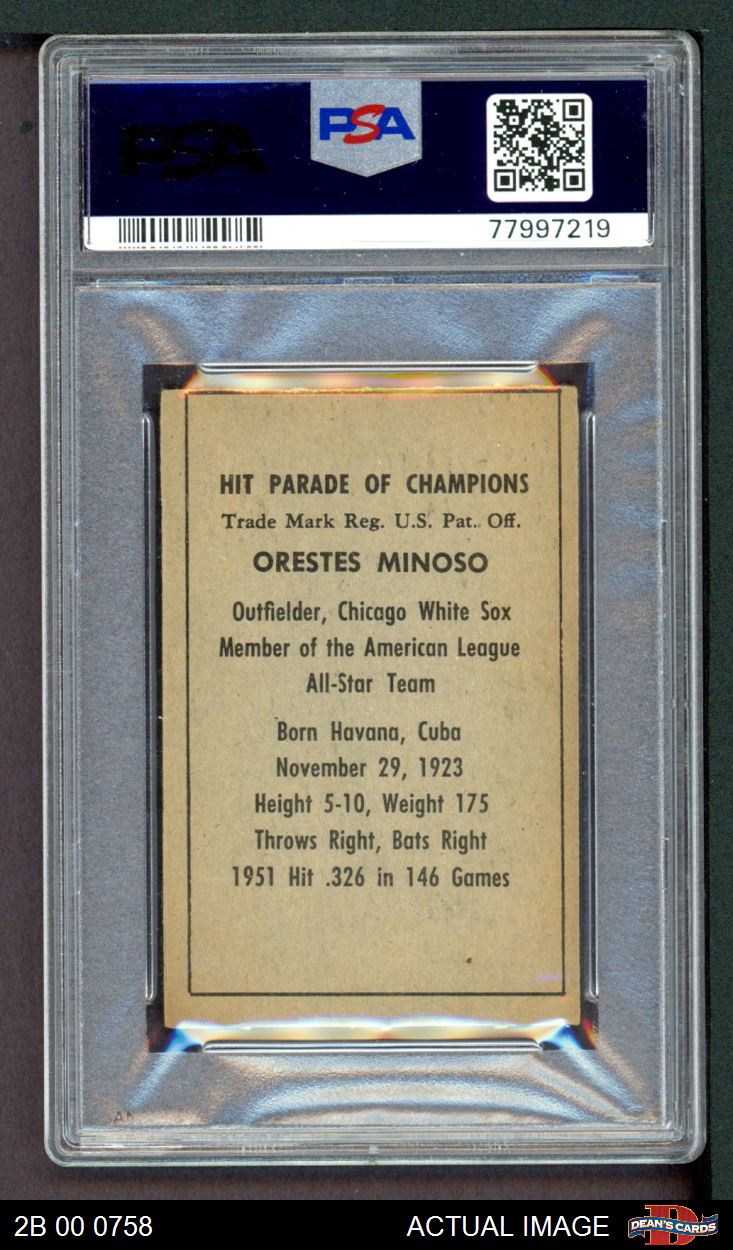 PSA
PSA
77997219
HIT PARADE OF CHAMPIONS
Trade Mark Reg. U.S. Pat. Off.
ORESTES MINOSO
Outfielder, Chicago White Sox
Member of the American League
All-Star Team
Born Havana, Cuba
November 29, 1923
Height 5-10, Weight 175
Throws Right, Bats Right
1951 Hit .326 in 146 Games
2B 00 0758
ACTUAL IMAGE
DEAN'S CARDS